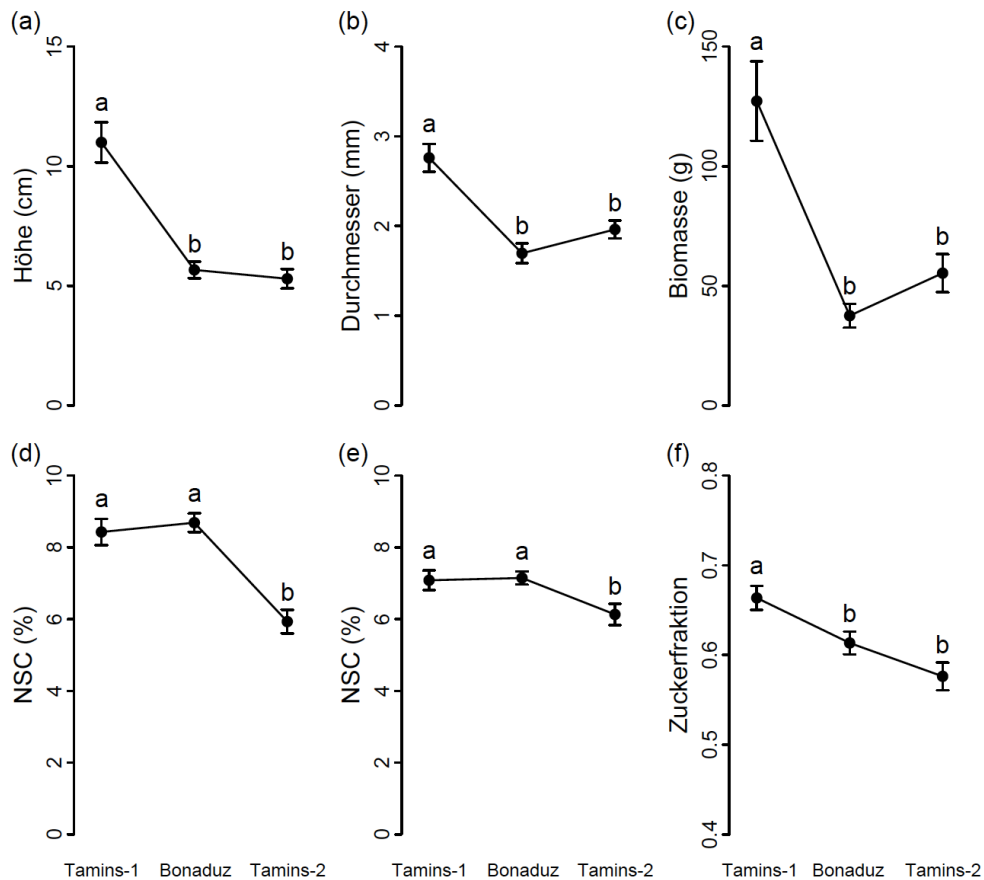 (a)
15
10
5
0
Höhe (cm)
a
b
b
(b)
4
3
2
1
0
Durchmesser (mm)
a
b
b
(c)
150
100
50
0
Biomasse (g)
a
b
b
(d)
10
8
6
4
2
0
NSC (%)
a
a
b
Tamins-1 Bonaduz Tamins-2
(e)
10
8
6
4
2
0
NSC (%)
a
a
b
Tamins-1 Bonaduz Tamins-2
(f)
0.8
0.7
0.6
0.5
0.4
Zuckerfraktion
a
b
b
Tamins-1 Bonaduz Tamins-2